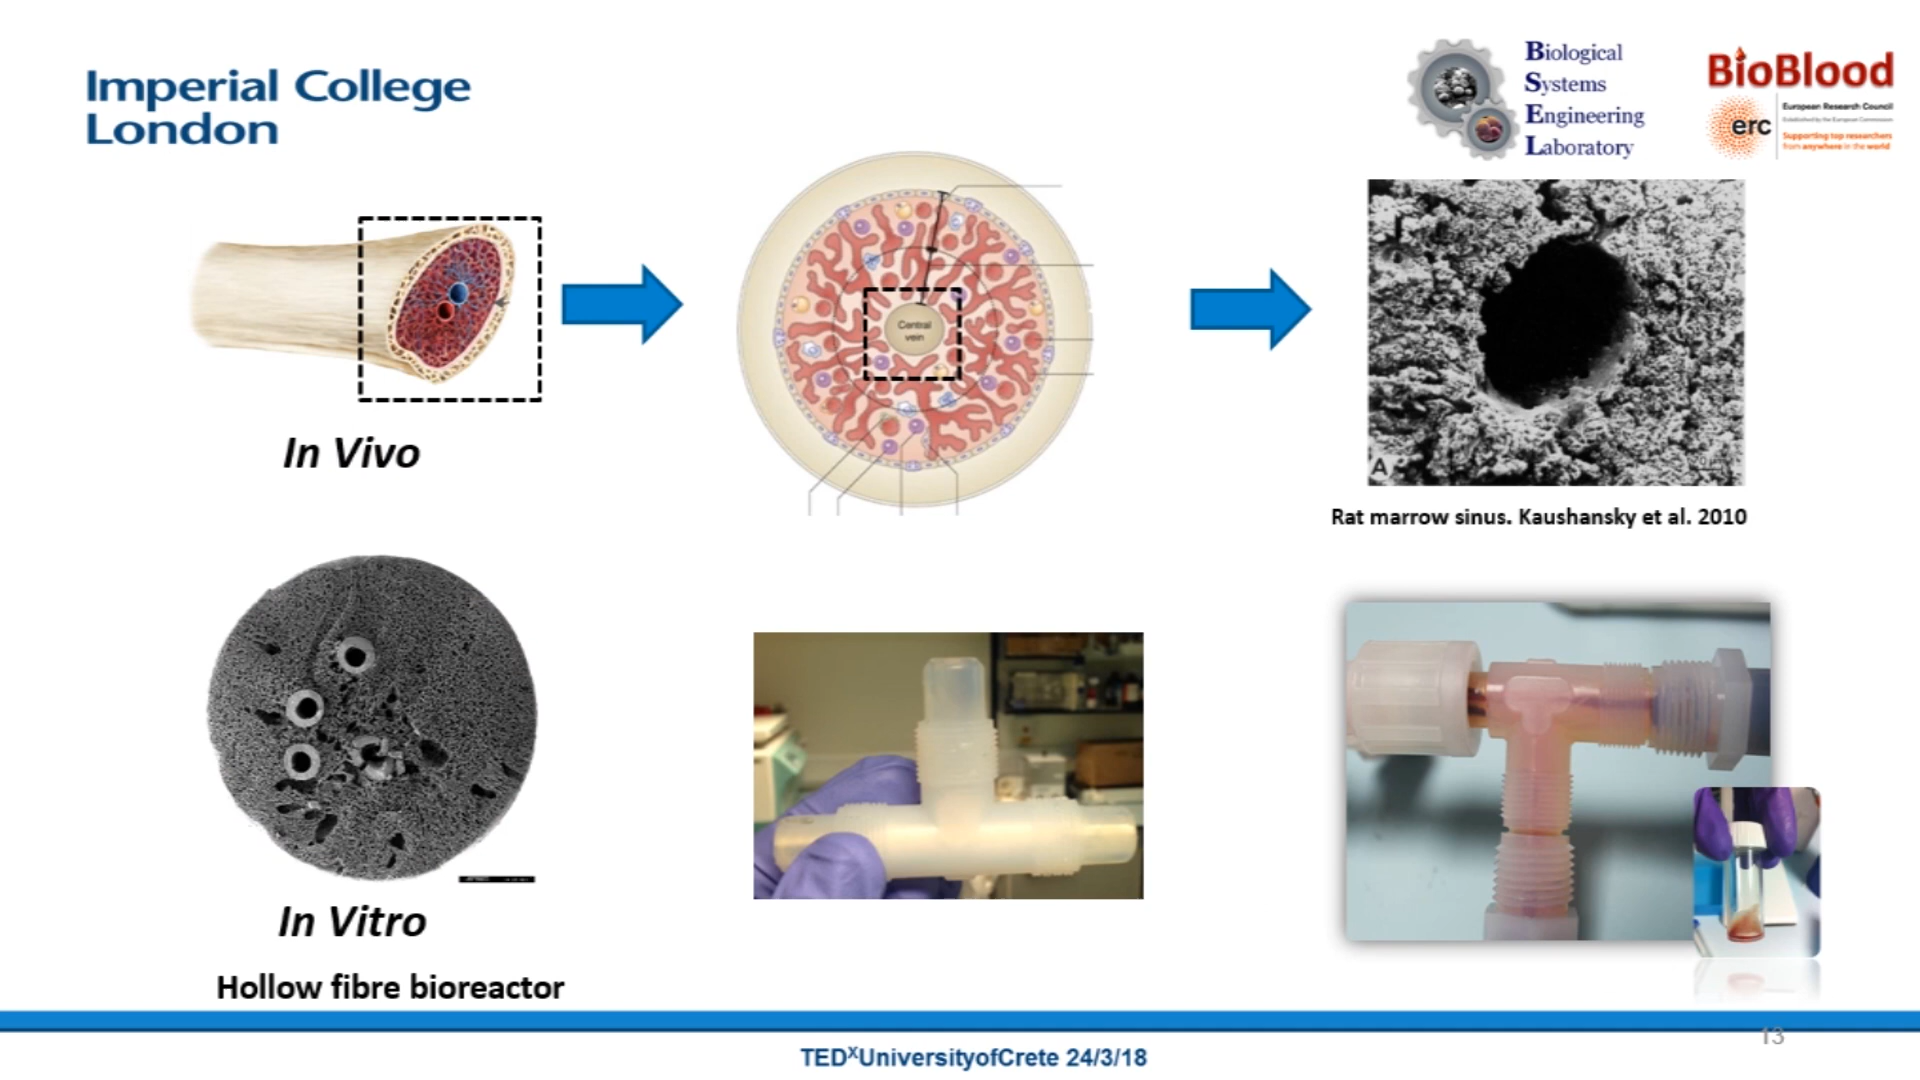 Imperial College
London
Biological
Systems
Engineering
Laboratory
BioBlood
erc
European Research Council
Established by the European Commission
Supporting top researchers
from anywhere in the world
Central
vein
In Vivo
A
Rat marrow sinus. Kaushansky et al. 2010
In Vitro
Hollow fibre bioreactor
13
TEDxUniversityofCrete 24/3/18